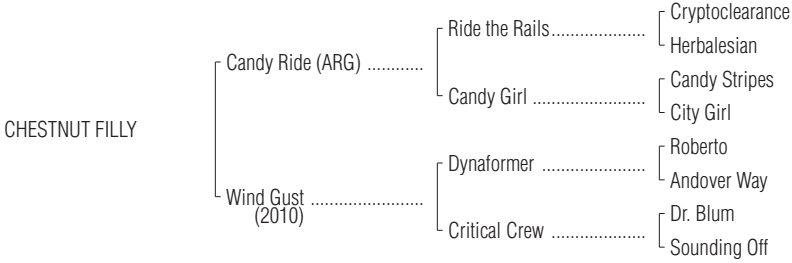 Cryptoclearance
Ride the Rails.....................
Herbalesian
Candy Ride (ARG) ............
Candy Stripes
Candy Girl .........................
City Girl
CHESTNUT FILLY
Roberto
Dynaformer .......................
Andover Way
Wind Gust .........................
(2010)
Dr. Blum
Critical Crew .....................
Sounding Off